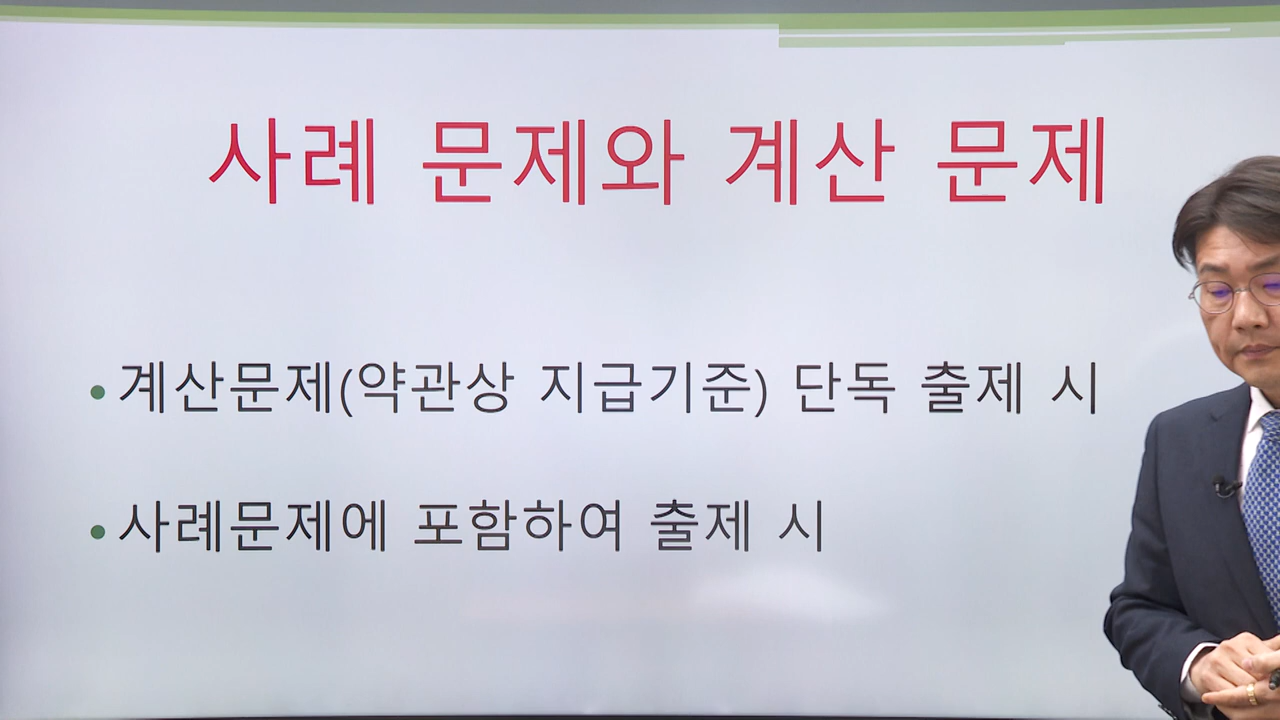 사례 문제와 계산 문제
• 계산문제(약관상 지급기준) 단독 출제 시
• 사례문제에 포함하여 출제 시